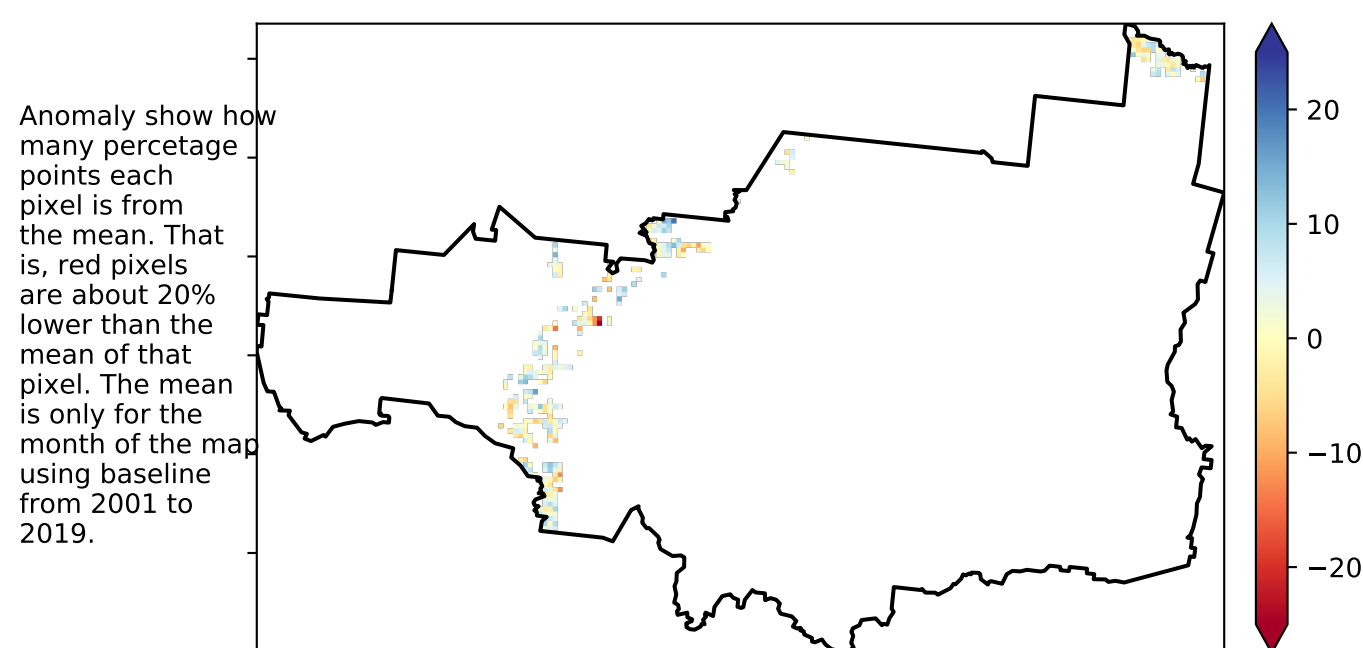 Anomaly show how
many percetage
points each
pixel is from
the mean. That
is, red pixels
are about 20%
lower than the
mean of that
pixel. The mean
is only for the
month of the map
using baseline
from 2001 to
2019.
20
10
0
−10
−20